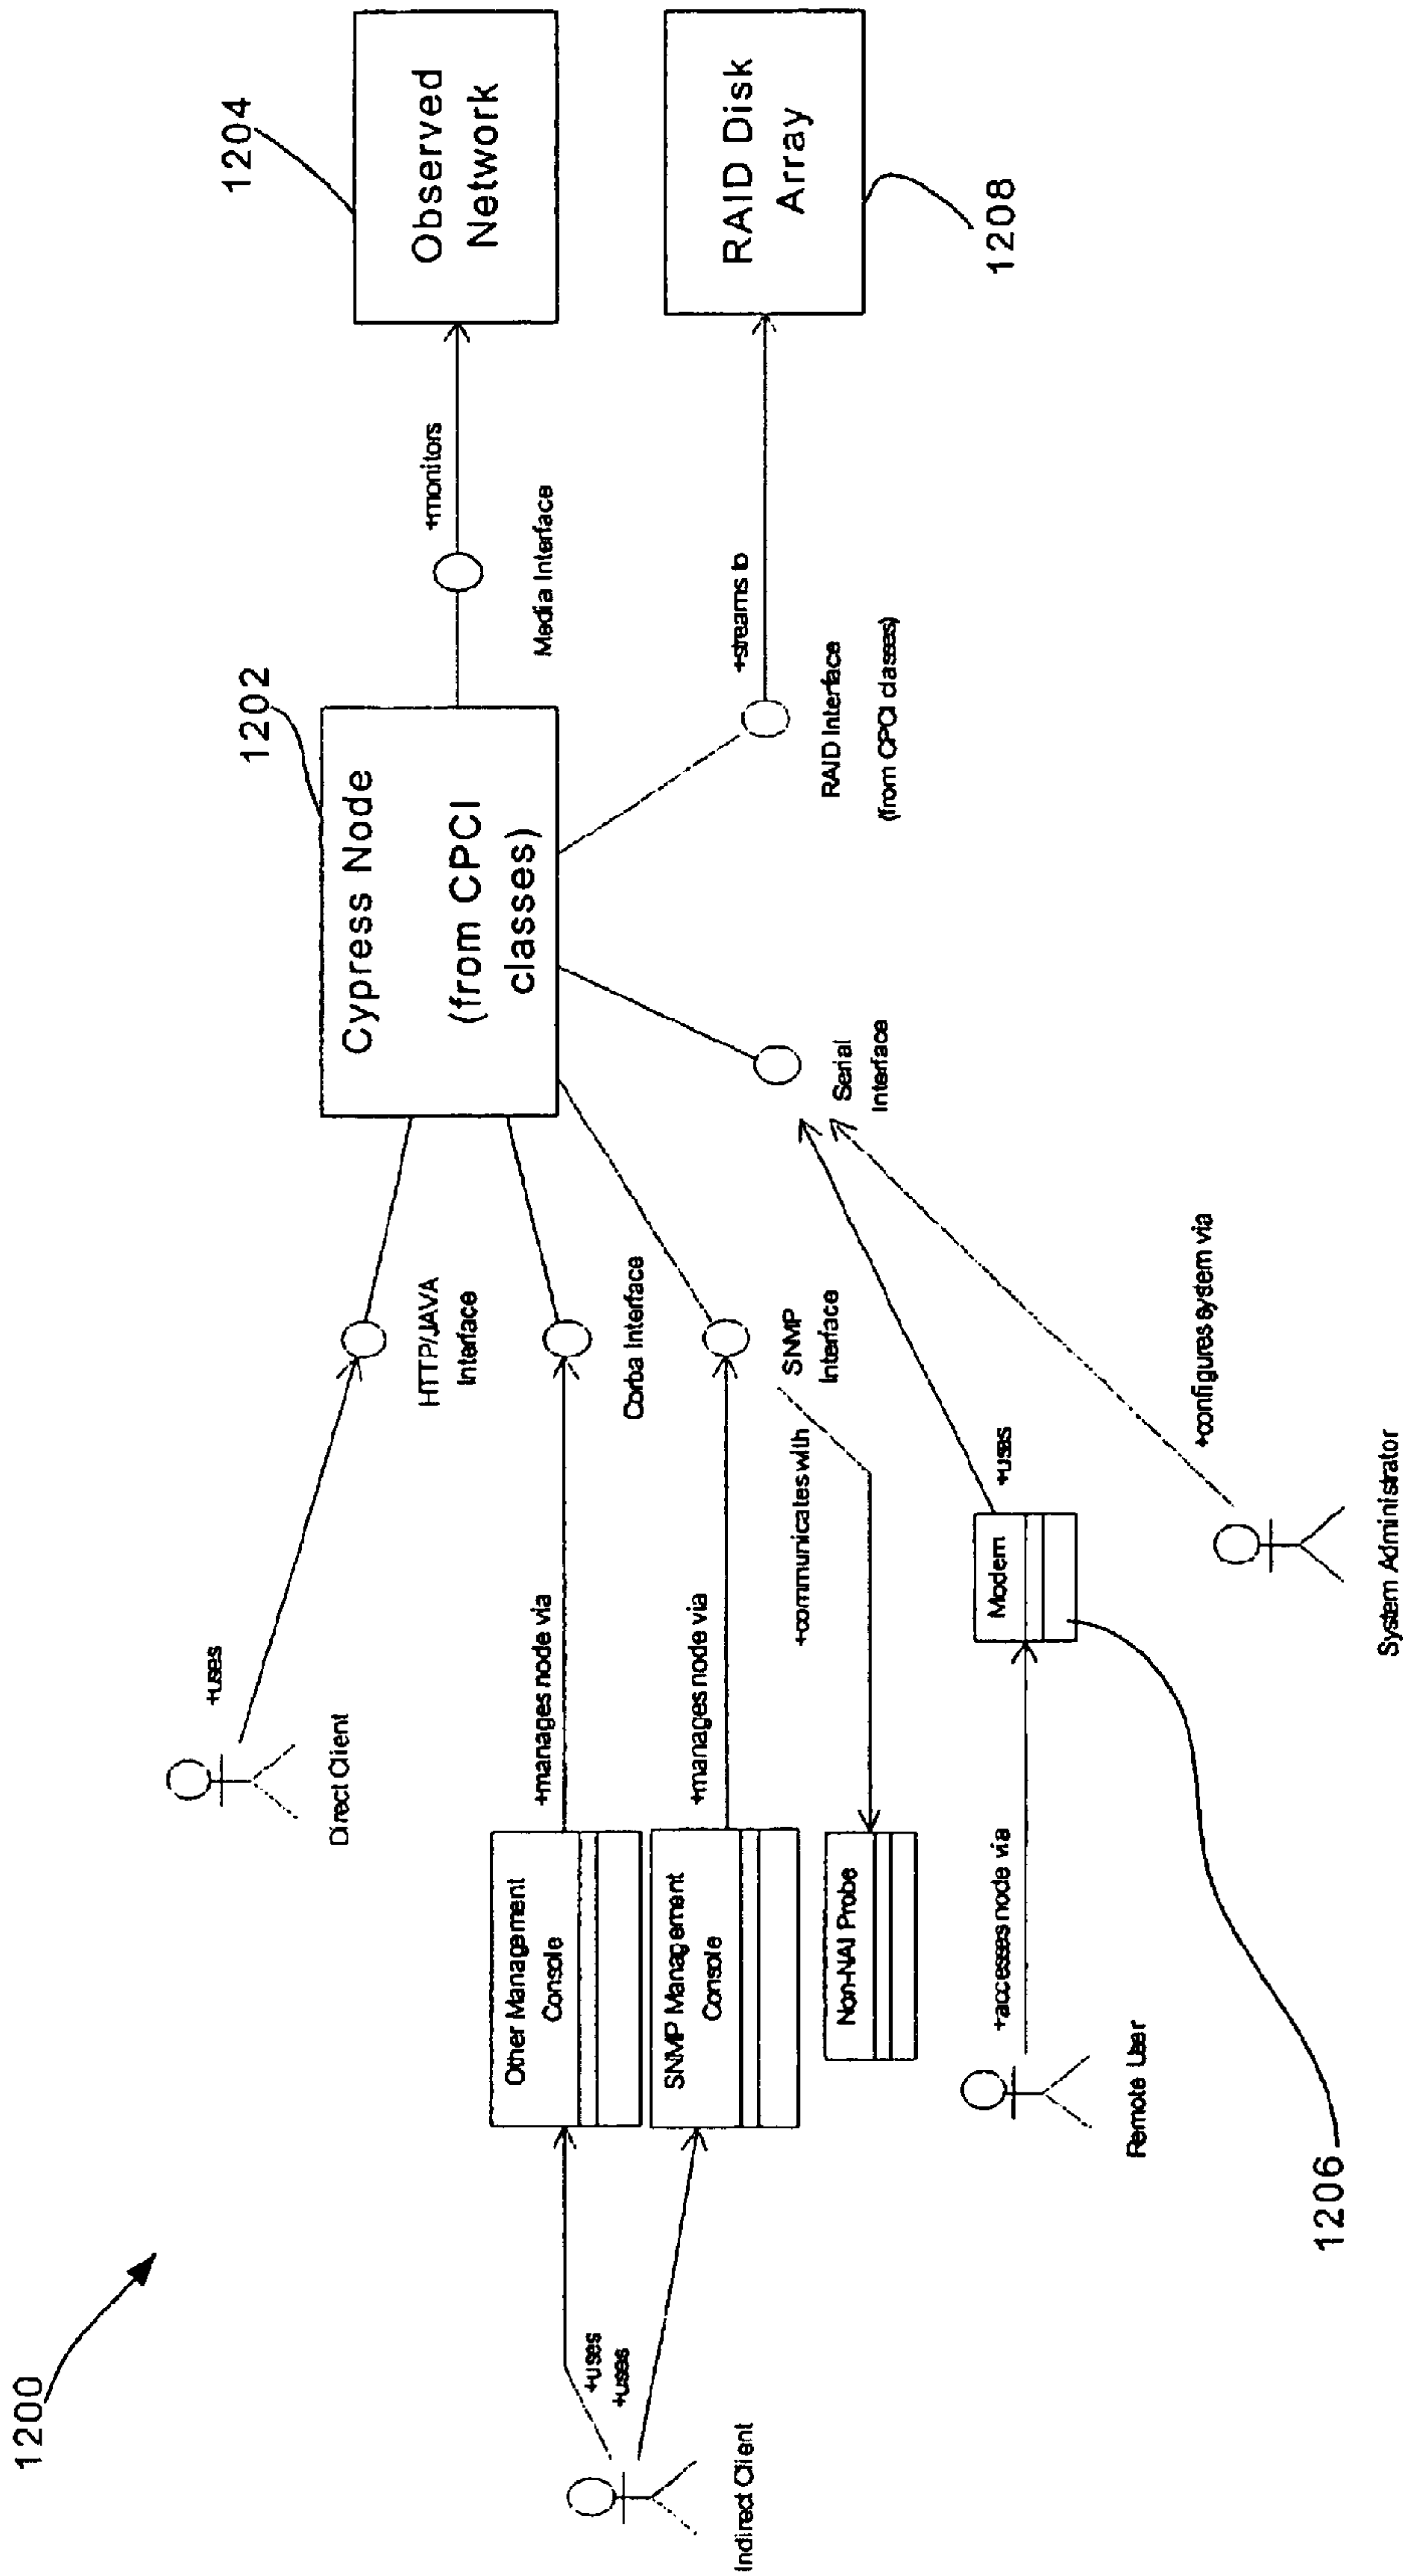 1200
1204
Observed
Network
1202
+monitors
Media Interface
Cypress Node
(from CPCI
classes)
RAID Disk
Array
1208
+streams to
RAID Interface
(from CPCI classes)
Serial
Interface
HTTP/JAVA
Interface
Corba Interface
SNMP
Interface
+uses
Direct Client
+manages node via
Other Management
Console
+manages node via
SNMP Management
Console
+communicates with
Non-NAI Probe
+uses
+uses
Indirect Client
+uses
Modem
+accesses node via
Remote User
1206
+configures system via
System Administrator